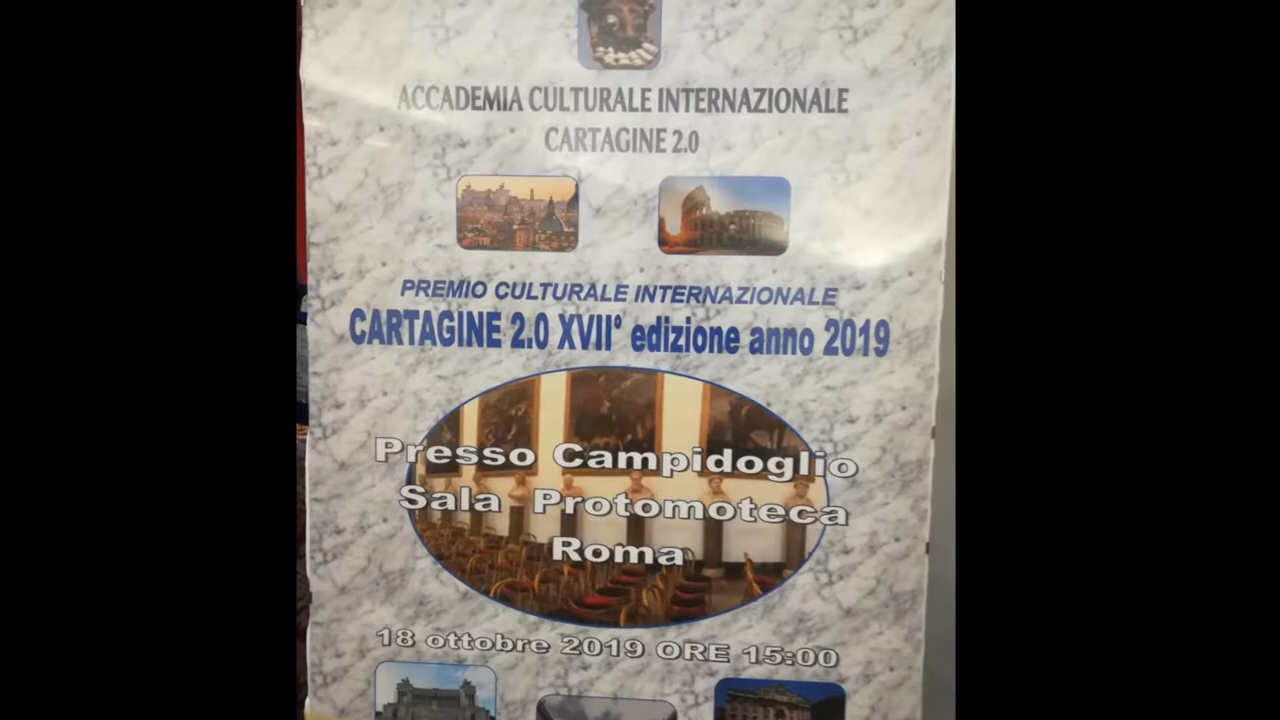 ACCADEMIA CULTURALE INTERNAZIONALE
CARTAGINE 2.0
PREMIO CULTURALE INTERNAZIONALE
CARTAGINE 2.0 XVII° edizione anno 2019
Presso Campidoglio
Sala Protomoteca
Roma
18 ottobre 2019 ORE 15:00